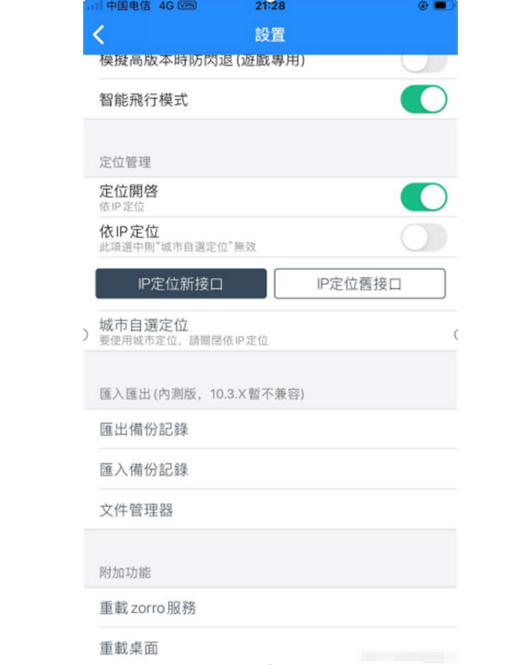 中国电信 4G VPN 21:28
設置
模擬高版本時防閃退(遊戲專用)
智能飛行模式
定位管理
定位開啓
依IP定位
依IP定位
此項選中則"城市自選定位"無效
IP定位新接口 IP定位舊接口
城市自選定位
要使用城市定位，請關閉依IP定位
匯入匯出(內測版，10.3.X暫不兼容)
匯出備份記錄
匯入備份記錄
文件管理器
附加功能
重載zorro服務
重載桌面